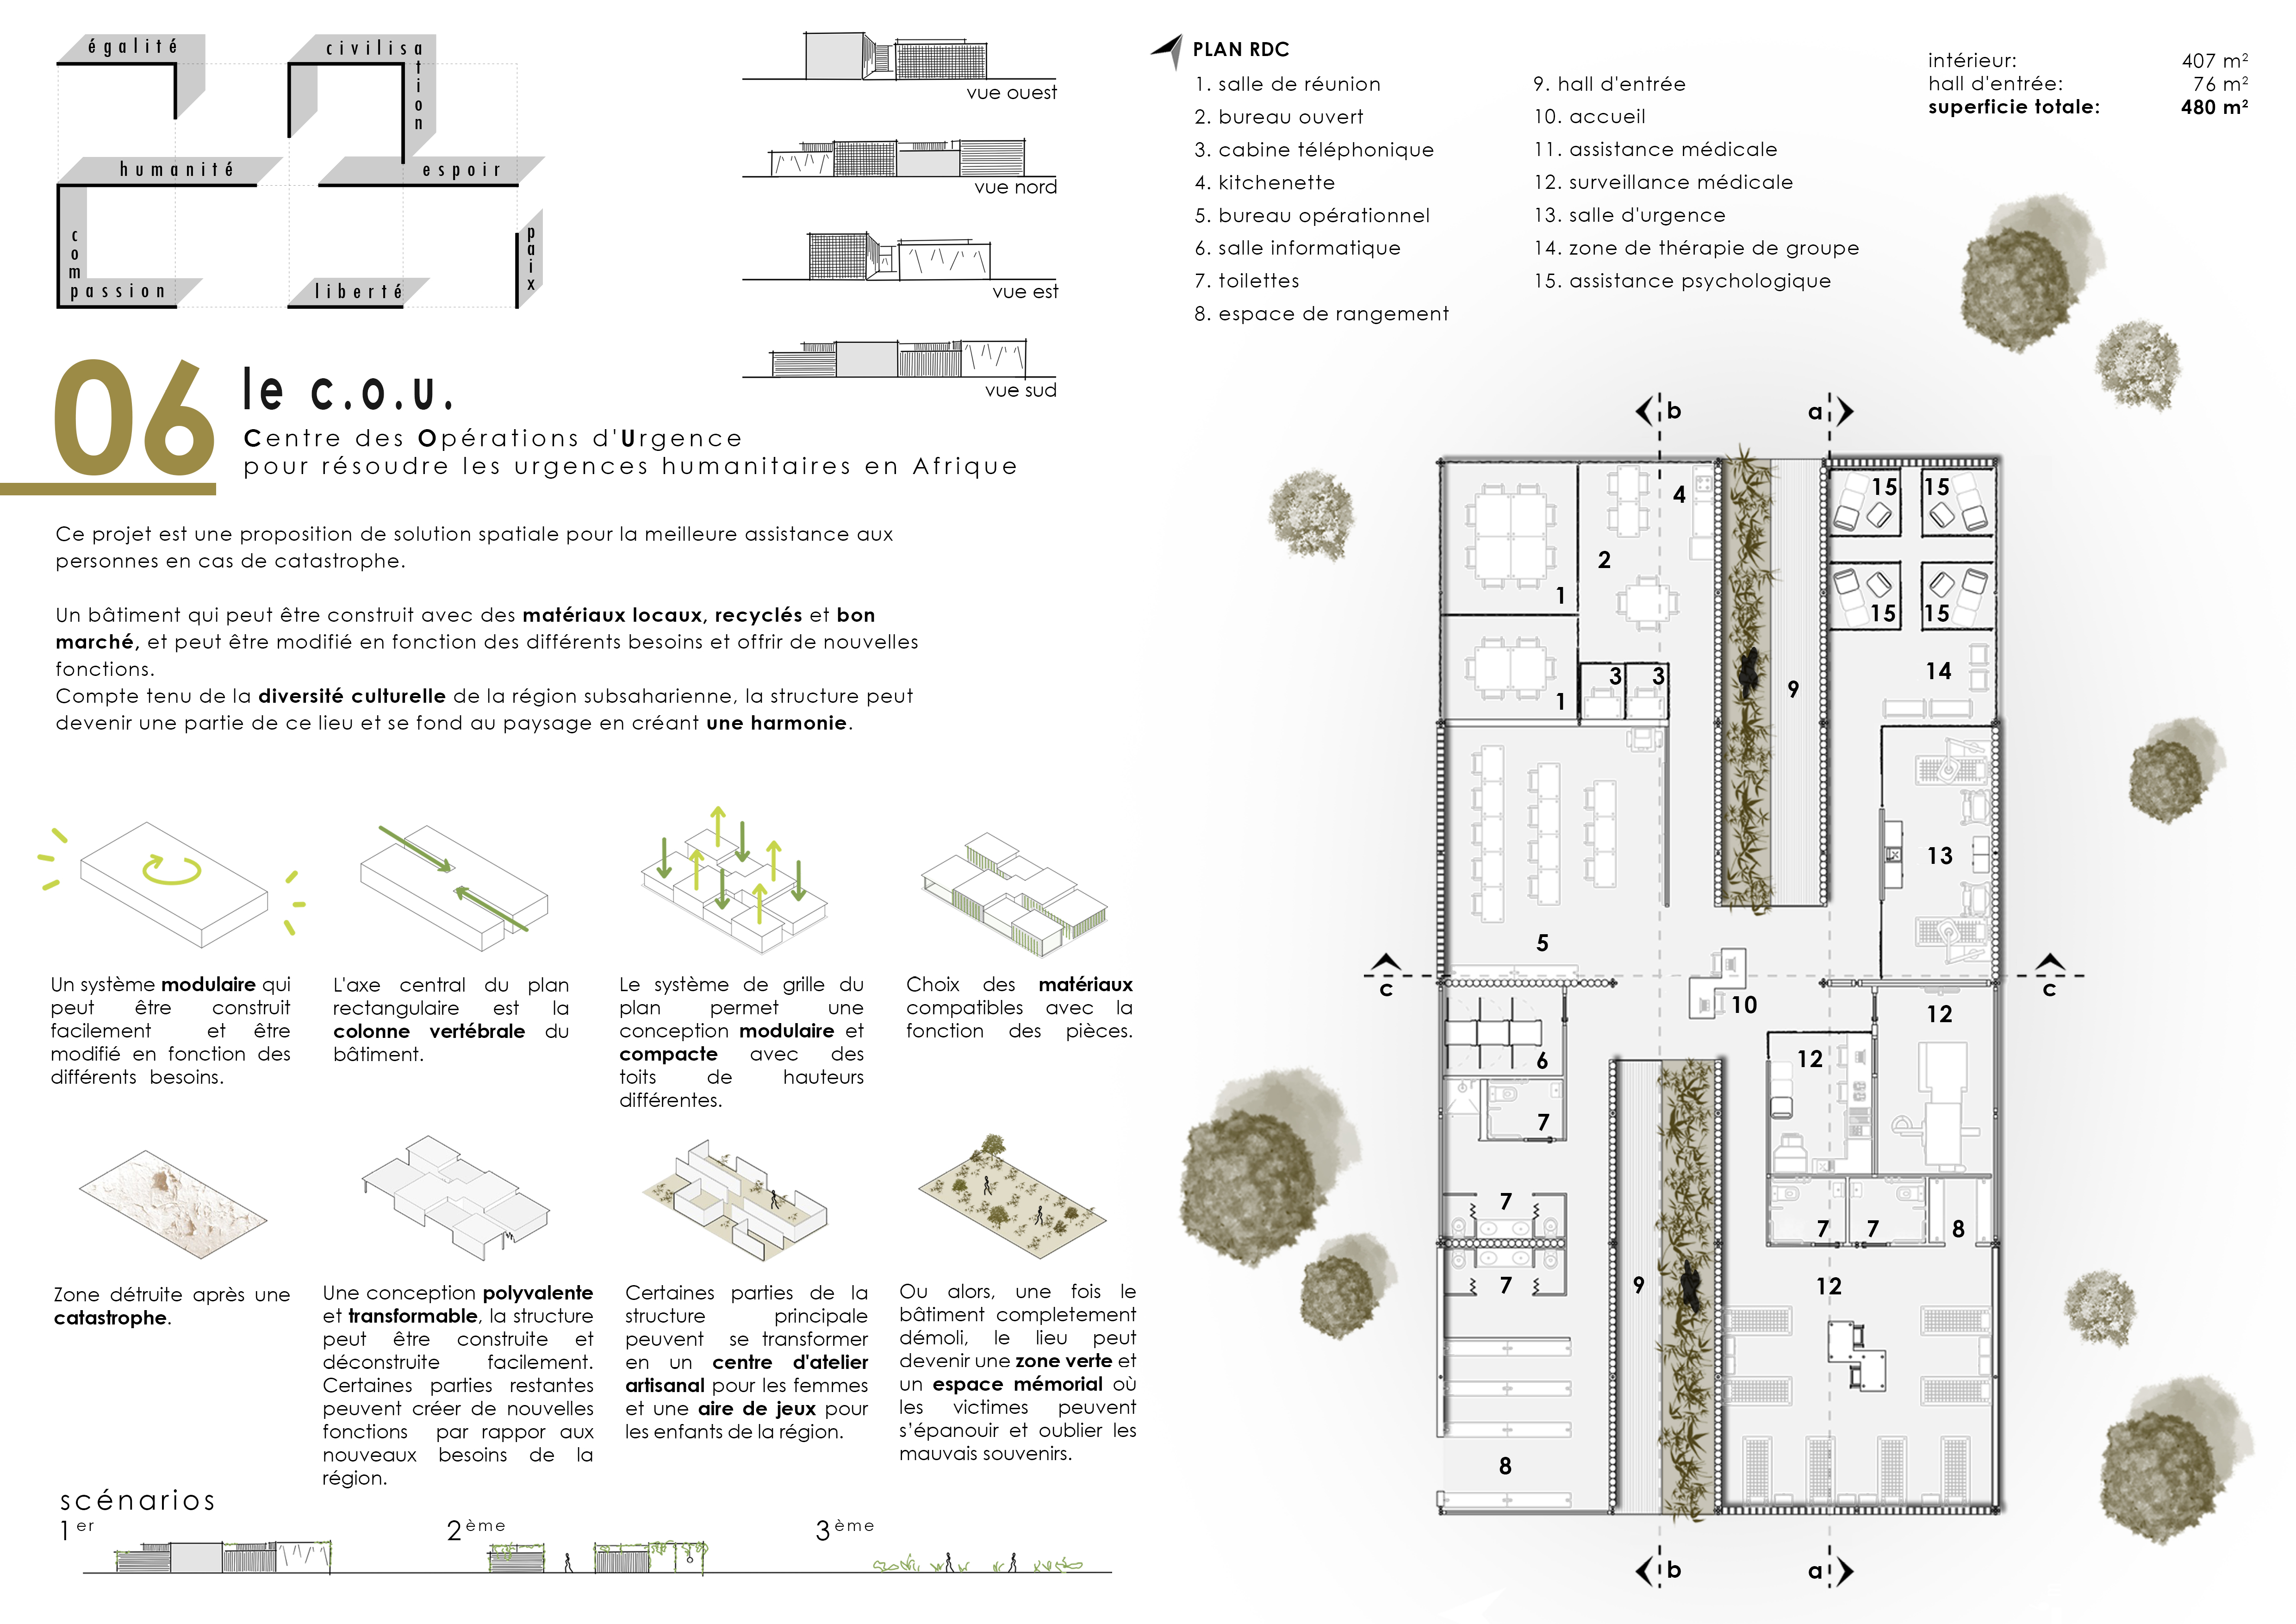 égalité
civilisation
humanité
espoir
compassion
liberté
paix
vue ouest
vue nord
vue est
vue sud
06
le c.o.u.
Centre des Opérations d'Urgence
pour résoudre les urgences humanitaires en Afrique
Ce projet est une proposition de solution spatiale pour la meilleure assistance aux
personnes en cas de catastrophe.
Un bâtiment qui peut être construit avec des matériaux locaux, recyclés et bon
marché, et peut être modifié en fonction des différents besoins et offrir de nouvelles
fonctions.
Compte tenu de la diversité culturelle de la région subsaharienne, la structure peut
devenir une partie de ce lieu et se fond au paysage en créant une harmonie.
Un système modulaire qui
peut être construit
facilement et être
modifié en fonction des
différents besoins.
L'axe central du plan
rectangulaire est la
colonne vertébrale du
bâtiment.
Le système de grille du
plan permet une
conception modulaire et
compacte avec des
toits de hauteurs
différentes.
Choix des matériaux
compatibles avec la
fonction des pièces.
Zone détruite après une
catastrophe.
Une conception polyvalente
et transformable, la structure
peut être construite et
déconstruite facilement.
Certaines parties restantes
peuvent créer de nouvelles
fonctions par rappor aux
nouveaux besoins de la
région.
Certaines parties de la
structure principale
peuvent se transformer
en un centre d'atelier
artisanal pour les femmes
et une aire de jeux pour
les enfants de la région.
Ou alors, une fois le
bâtiment completement
démoli, le lieu peut
devenir une zone verte et
un espace mémorial où
les victimes peuvent
s'épanouir et oublier les
mauvais souvenirs.
scénarios
1er
2ème
3ème
PLAN RDC
1. salle de réunion
2. bureau ouvert
3. cabine téléphonique
4. kitchenette
5. bureau opérationnel
6. salle informatique
7. toilettes
8. espace de rangement
9. hall d'entrée
10. accueil
11. assistance médicale
12. surveillance médicale
13. salle d'urgence
14. zone de thérapie de groupe
15. assistance psychologique
intérieur: 407 m²
hall d'entrée: 76 m²
superficie totale: 480 m²
b a
15 15
4
2
1
15 15
3 3
14
1
9
13
5
c c
10
12
12
6
7
7
7 7 8
7
9
12
8
b a